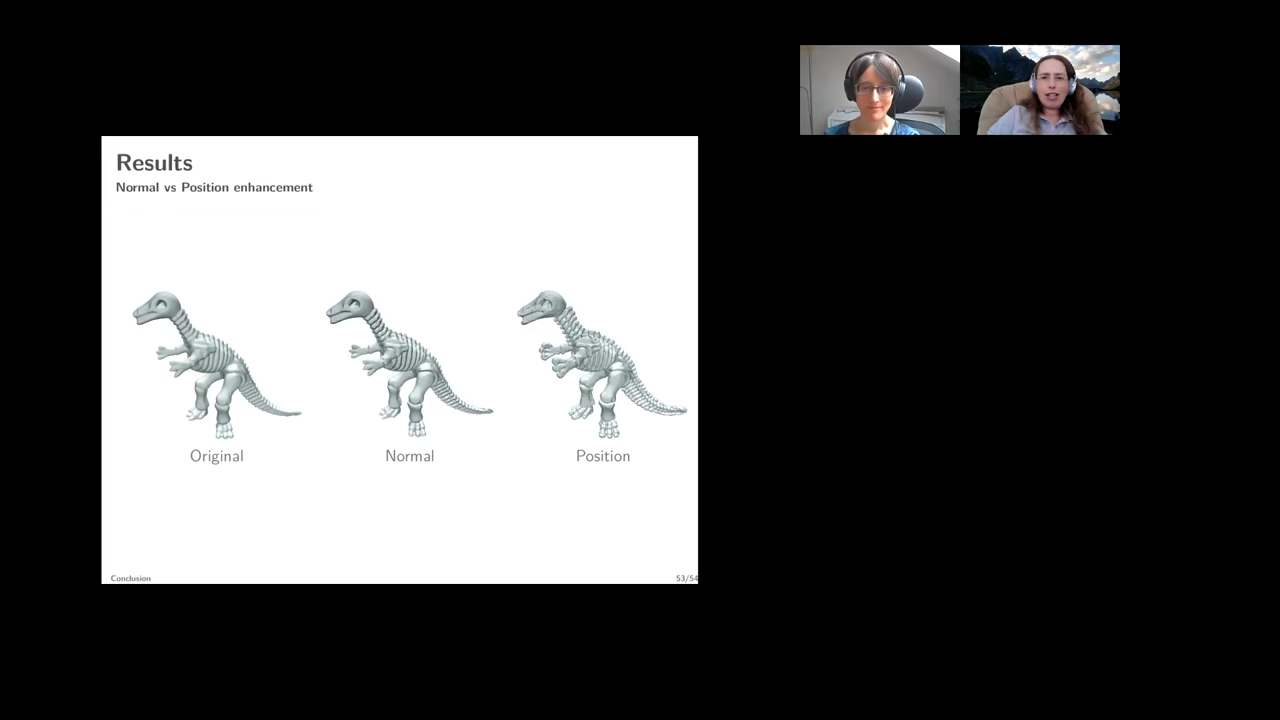 Results
Normal vs Position enhancement
Original
Normal
Position
Conclusion
53/54